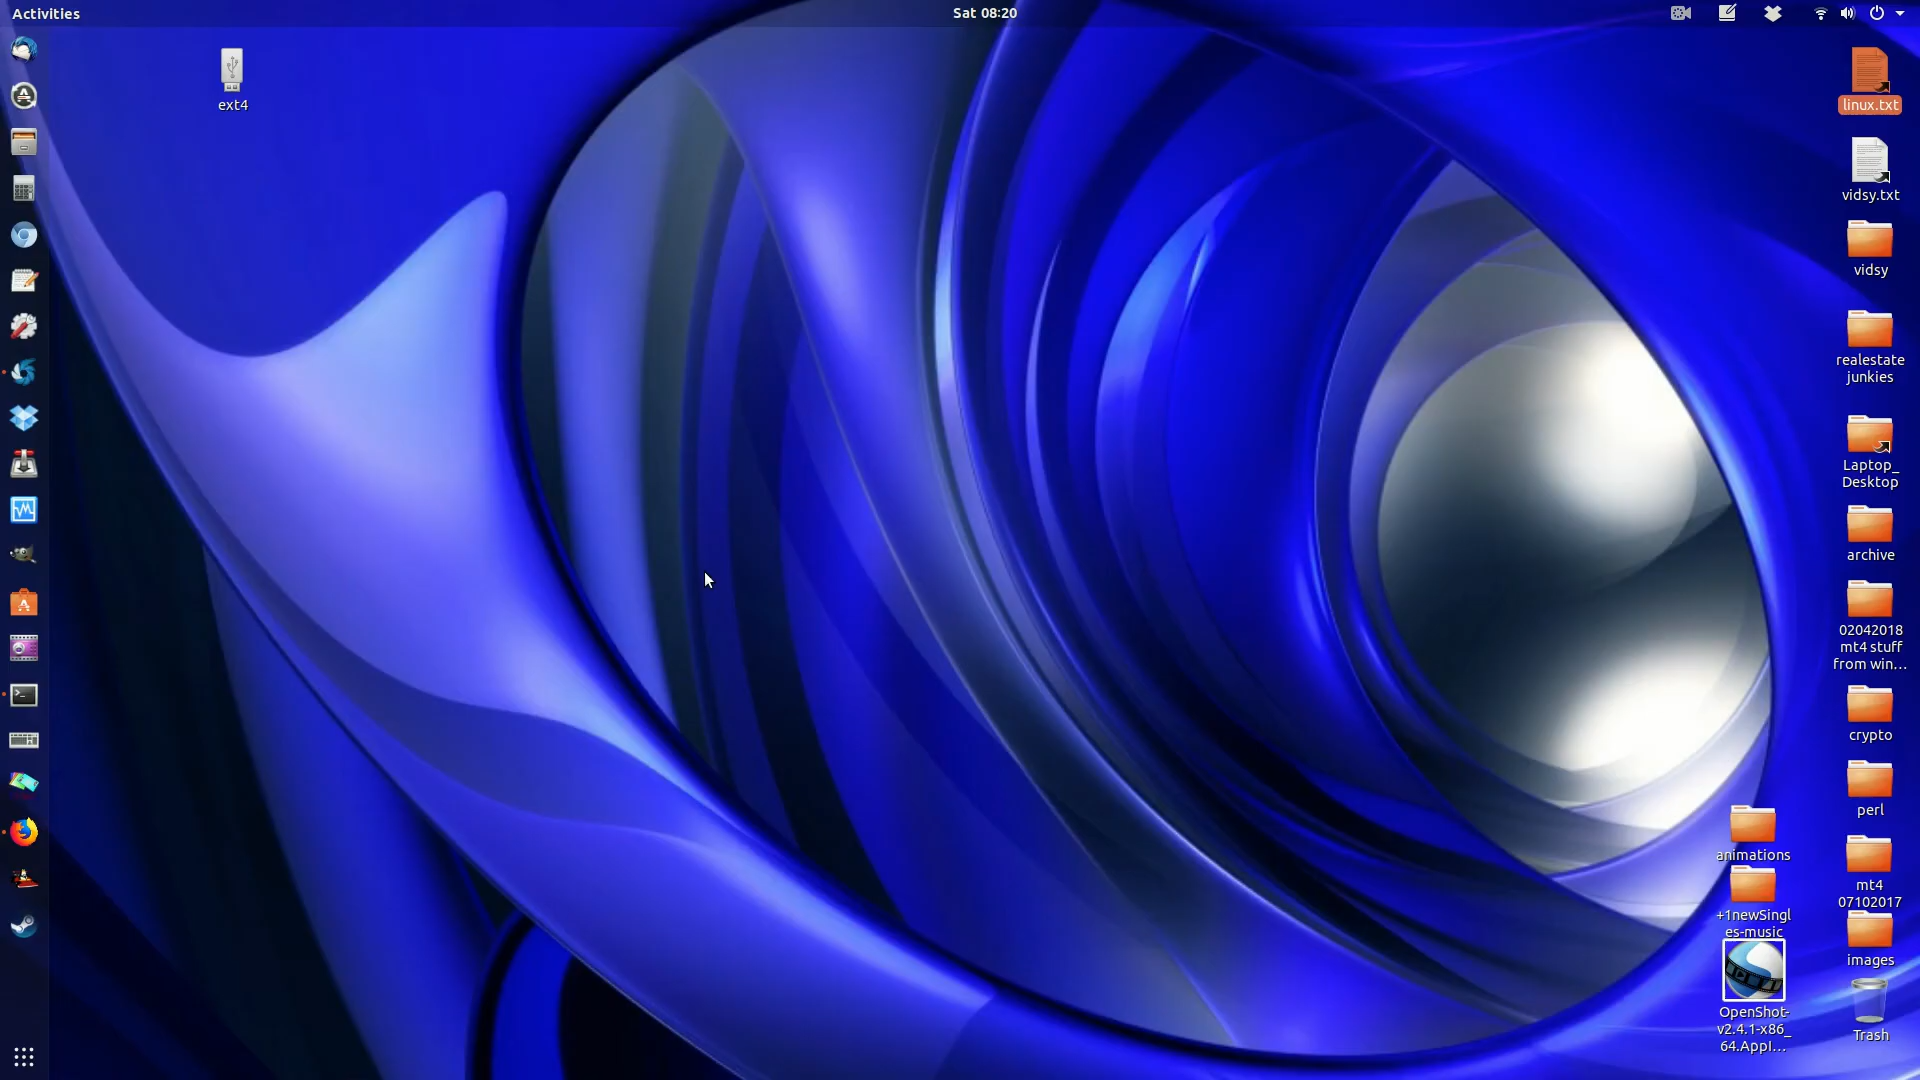 Activities
Sat 08:20
ext4
linux.txt
vidsy.txt
vidsy
realestate
junkies
Laptop_
Desktop
archive
02042018
mt4 stuff
from win...
crypto
perl
animations
mt4
07102017
+1newSingl
es-music
images
OpenShot-
v2.4.1-x86_
64.AppI...
Trash